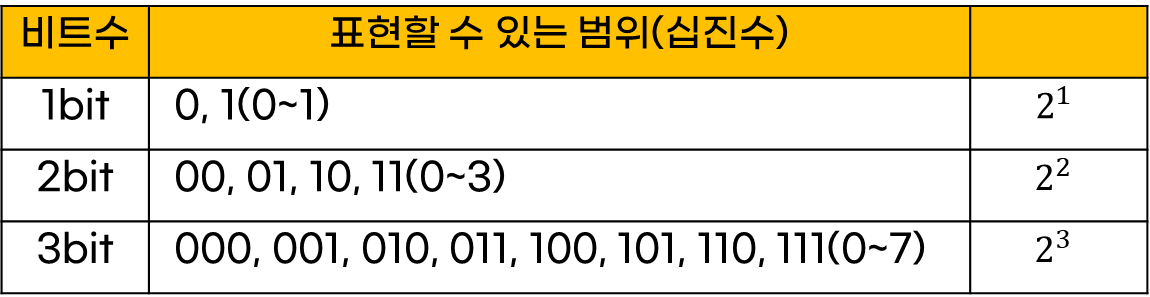 비트수 표현할 수 있는 범위(십진수)
1bit 0, 1(0~1) 2¹
2bit 00, 01, 10, 11(0~3) 2²
3bit 000, 001, 010, 011, 100, 101, 110, 111(0~7) 2³